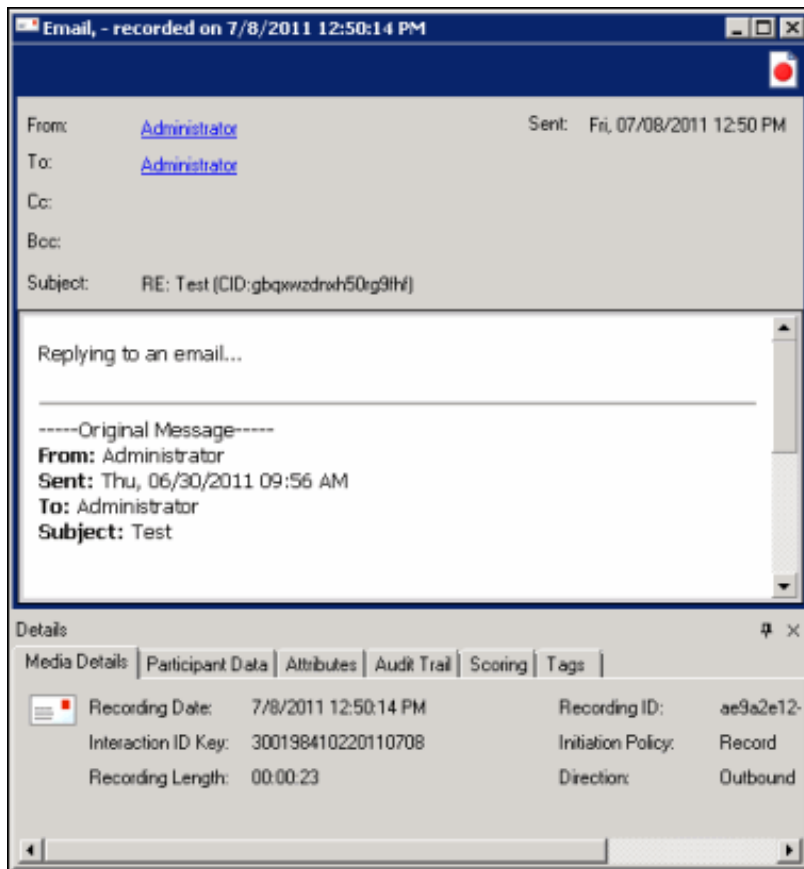 Email, - recorded on 7/8/2011 12:50:14 PM
From: Administrator Sent: Fri, 07/08/2011 12:50 PM
To: Administrator
Cc:
Bcc:
Subject: RE: Test (CID:gbqxwzdrwxh50rg9fhf)
Replying to an email...
-----Original Message-----
From: Administrator
Sent: Thu, 06/30/2011 09:56 AM
To: Administrator
Subject: Test
Details
Media Details Participant Data Attributes Audit Trail Scoring Tags
Recording Date: 7/8/2011 12:50:14 PM Recording ID: ae9a2e12-
Interaction ID Key: 300198410220110708 Initiation Policy: Record
Recording Length: 00:00:23 Direction: Outbound